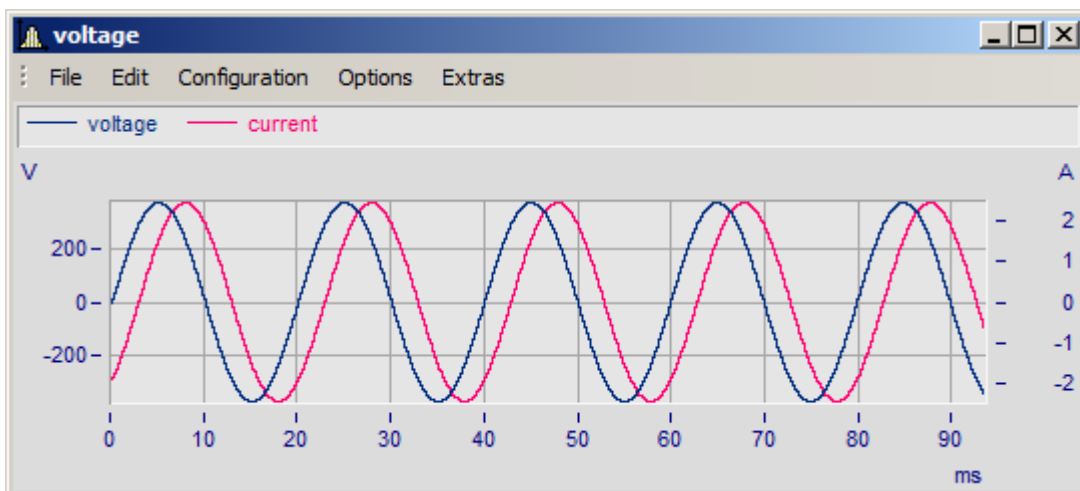 voltage
File Edit Configuration Options Extras
voltage current
V A
200 2
1
0 0
-200 -1
-2
0 10 20 30 40 50 60 70 80 90
ms